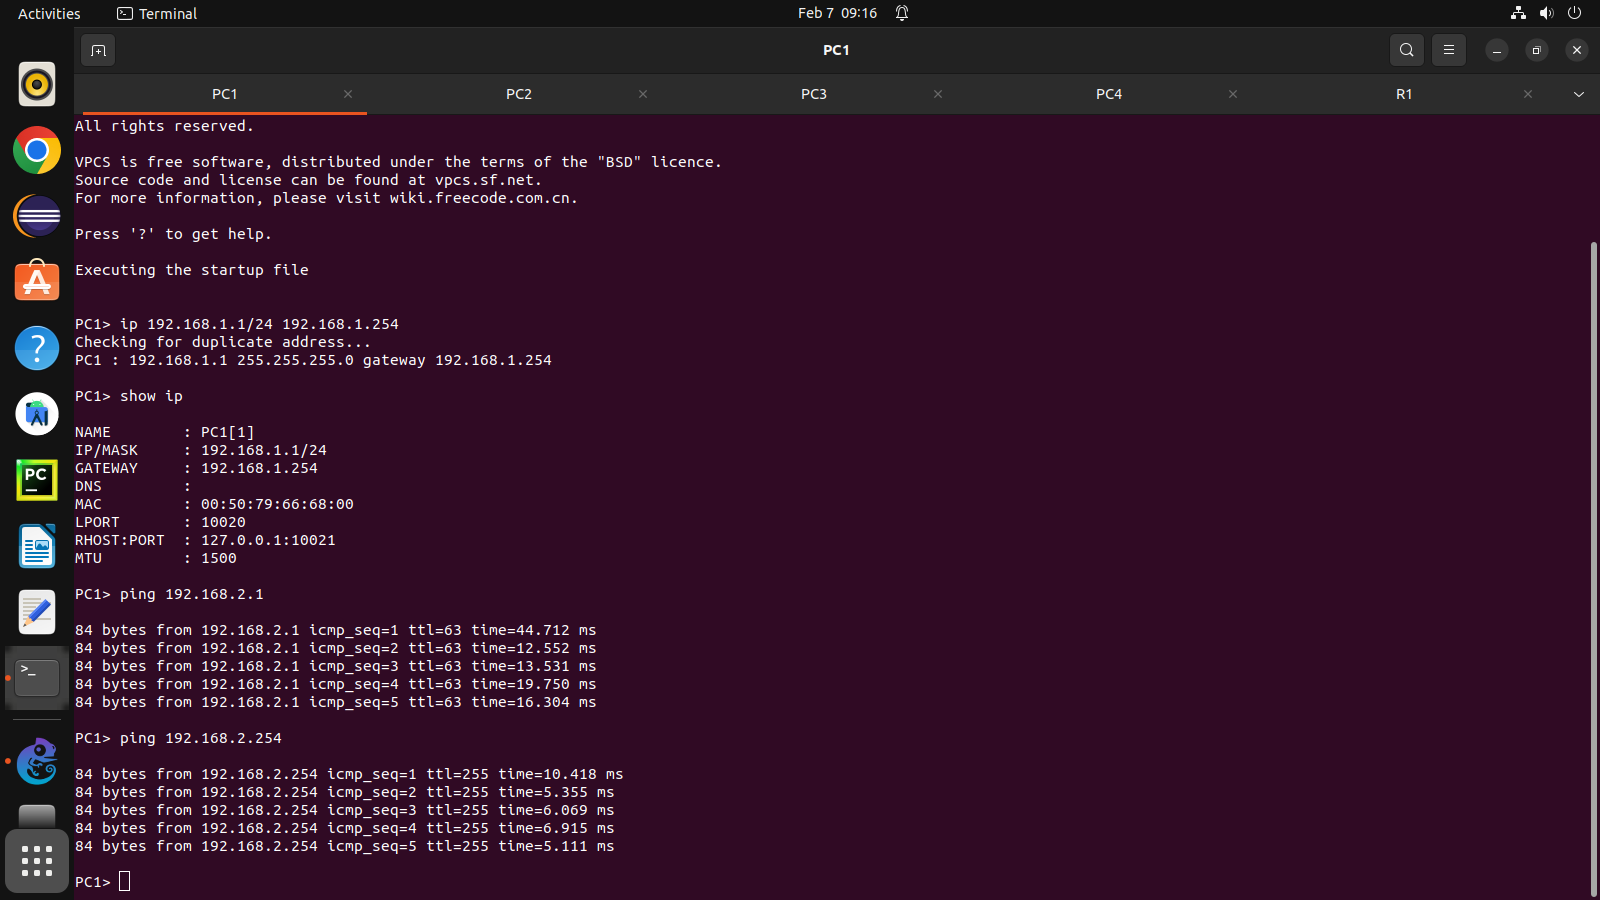 Activities
Terminal
Feb 7 09:16
PC1
PC1
PC2
PC3
PC4
R1
All rights reserved.
VPCS is free software, distributed under the terms of the "BSD" licence.
Source code and license can be found at vpcs.sf.net.
For more information, please visit wiki.freecode.com.cn.
Press '?' to get help.
Executing the startup file
PC1> ip 192.168.1.1/24 192.168.1.254
Checking for duplicate address...
PC1 : 192.168.1.1 255.255.255.0 gateway 192.168.1.254
PC1> show ip
NAME        : PC1[1]
IP/MASK     : 192.168.1.1/24
GATEWAY     : 192.168.1.254
DNS         :
MAC         : 00:50:79:66:68:00
LPORT       : 10020
RHOST:PORT  : 127.0.0.1:10021
MTU         : 1500
PC1> ping 192.168.2.1
84 bytes from 192.168.2.1 icmp_seq=1 ttl=63 time=44.712 ms
84 bytes from 192.168.2.1 icmp_seq=2 ttl=63 time=12.552 ms
84 bytes from 192.168.2.1 icmp_seq=3 ttl=63 time=13.531 ms
84 bytes from 192.168.2.1 icmp_seq=4 ttl=63 time=19.750 ms
84 bytes from 192.168.2.1 icmp_seq=5 ttl=63 time=16.304 ms
PC1> ping 192.168.2.254
84 bytes from 192.168.2.254 icmp_seq=1 ttl=255 time=10.418 ms
84 bytes from 192.168.2.254 icmp_seq=2 ttl=255 time=5.355 ms
84 bytes from 192.168.2.254 icmp_seq=3 ttl=255 time=6.069 ms
84 bytes from 192.168.2.254 icmp_seq=4 ttl=255 time=6.915 ms
84 bytes from 192.168.2.254 icmp_seq=5 ttl=255 time=5.111 ms
PC1>